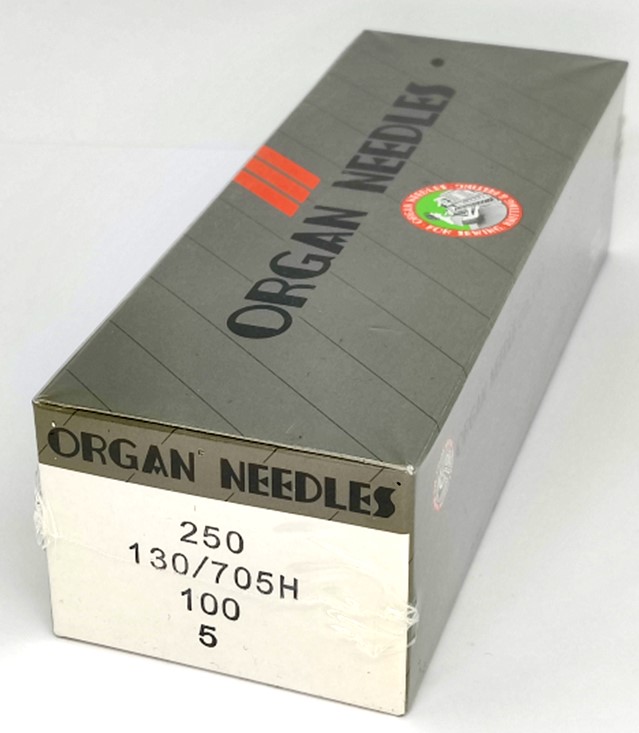 ORGAN NEEDLES
ORGAN NEEDLES
250
130/705H
100
5